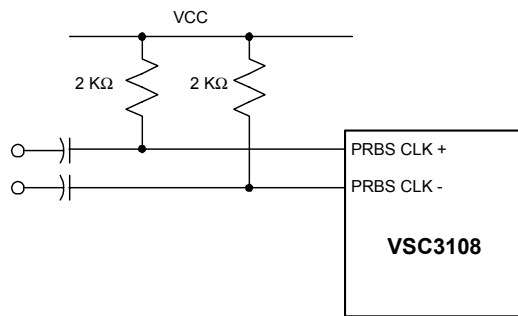 VCC
2 KΩ 2 KΩ
PRBS CLK +
PRBS CLK -
VSC3108